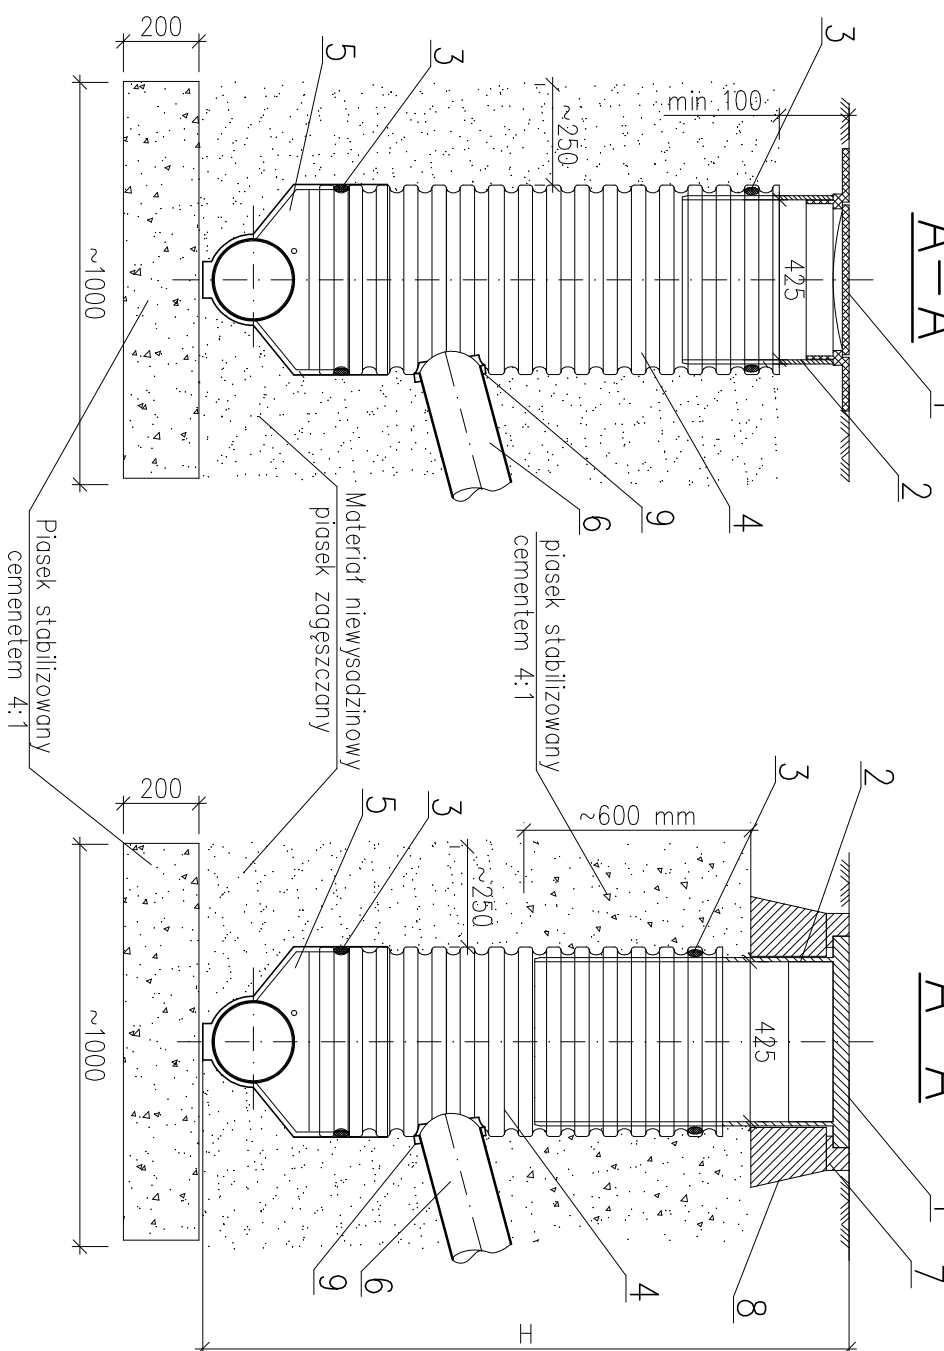 A-A
1
2
3
4
9
6
3
5
200
~1000
~250
min 100
425
Piasek stabilizowany
cemenetem 4:1
Materiał niewysadzinowy
piasek zagęszczany
piasek stabilizowany
cementem 4:1
A A
1
7
2
8
3
4
3
5
6
9
200
~1000
~250
~600 mm
425
H